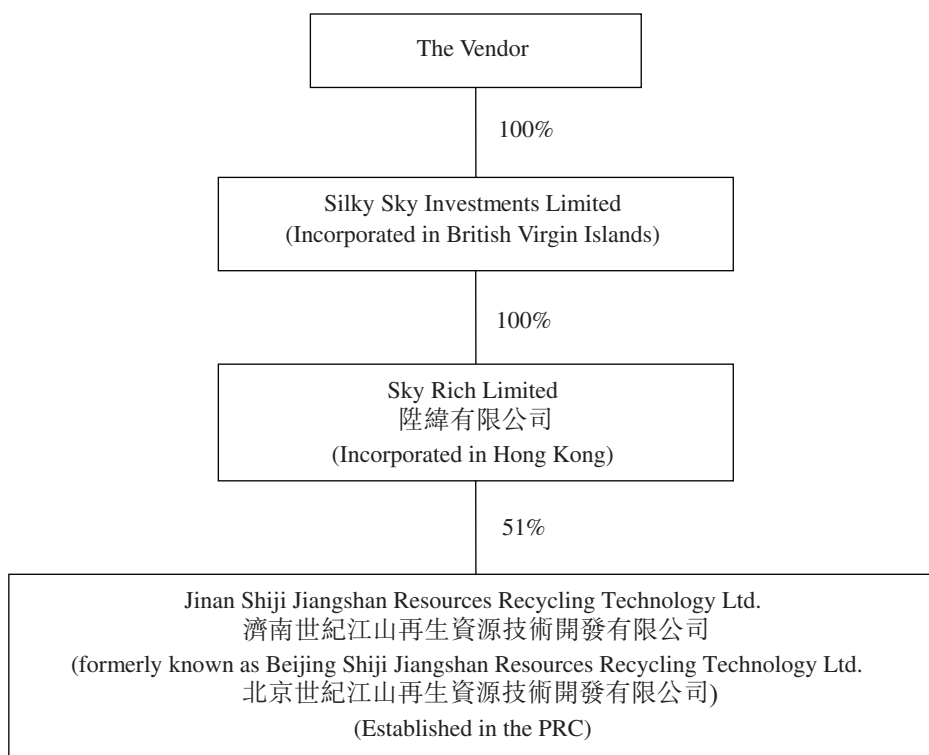 The Vendor
100%
Silky Sky Investments Limited
(Incorporated in British Virgin Islands)
100%
Sky Rich Limited
陞緯有限公司
(Incorporated in Hong Kong)
51%
Jinan Shiji Jiangshan Resources Recycling Technology Ltd.
濟南世紀江山再生資源技術開發有限公司
(formerly known as Beijing Shiji Jiangshan Resources Recycling Technology Ltd.
北京世紀江山再生資源技術開發有限公司)
(Established in the PRC)